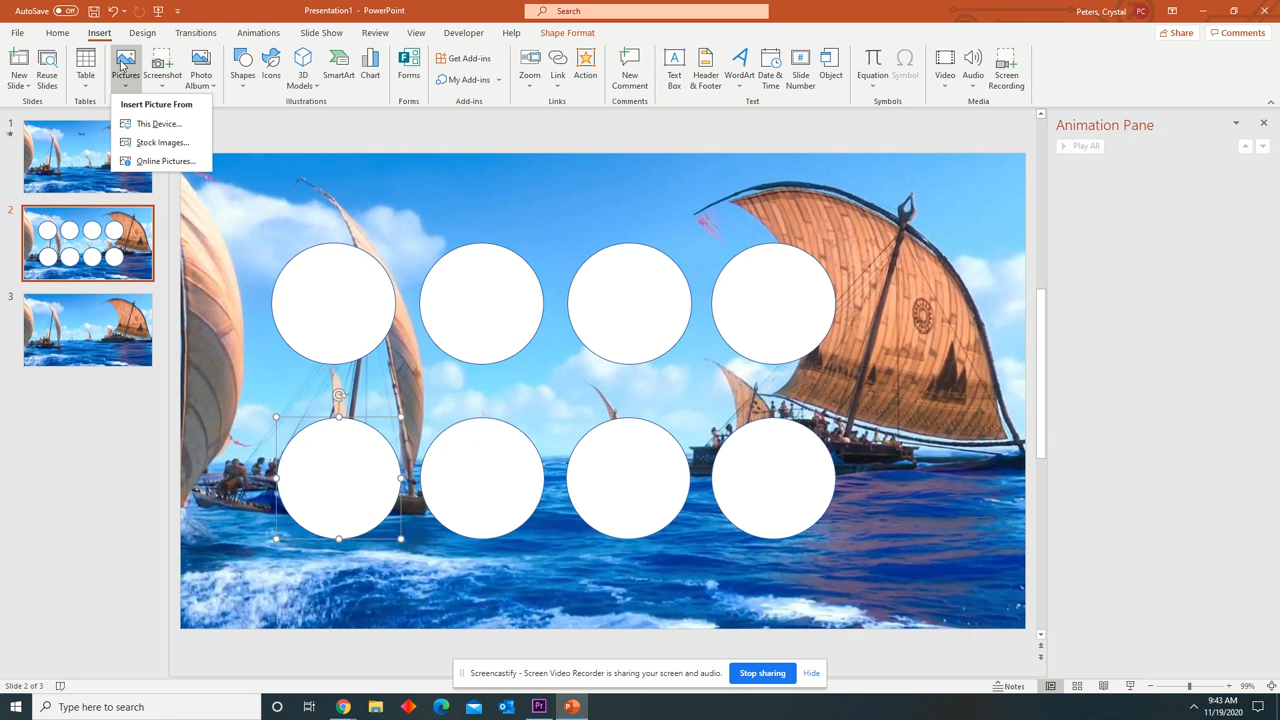 AutoSave Off Presentation1 - PowerPoint Search Peters, Crystal PC
File Home Insert Design Transitions Animations Slide Show Review View Developer Help Shape Format Share Comments
New Slide Reuse Slides Table Pictures Screenshot Photo Album Shapes Icons 3D Models SmartArt Chart Forms Get Add-ins My Add-ins Zoom Link Action New Comment Text Box Header & Footer WordArt Date & Time Slide Number Object Equation Symbol Video Audio Screen Recording
Slides Tables Illustrations Forms Add-ins Links Comments Text Symbols Media
Insert Picture From
This Device...
Stock Images...
Online Pictures...
1
2
3
Animation Pane
Play All
Screencastify - Screen Video Recorder is sharing your screen and audio. Stop sharing Hide
Slide 2 of 3 Notes 99%
Type here to search
9:43 AM
11/19/2020